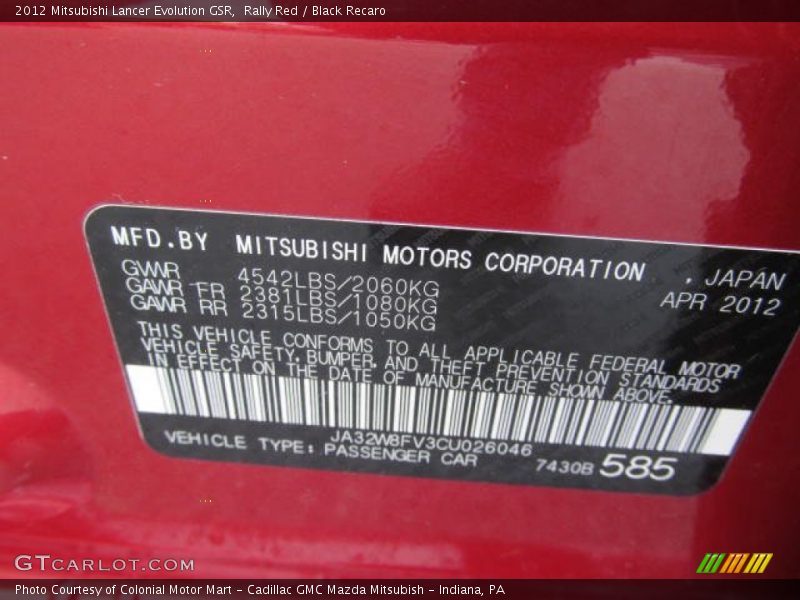 2012 Mitsubishi Lancer Evolution GSR,  Rally Red / Black Recaro
MFD.BY MITSUBISHI MOTORS CORPORATION , JAPAN
GVWR 4542LBS/2060KG APR 2012
GAWR FR 2381LBS/1080KG
GAWR RR 2315LBS/1050KG
THIS VEHICLE CONFORMS TO ALL APPLICABLE FEDERAL MOTOR
VEHICLE SAFETY, BUMPER, AND THEFT PREVENTION STANDARDS
IN EFFECT ON THE DATE OF MANUFACTURE SHOWN ABOVE.
JA32W8FV3CU026046
VEHICLE TYPE: PASSENGER CAR 7430B 585
GTCARLOT.COM
Photo Courtesy of Colonial Motor Mart - Cadillac GMC Mazda Mitsubish - Indiana, PA